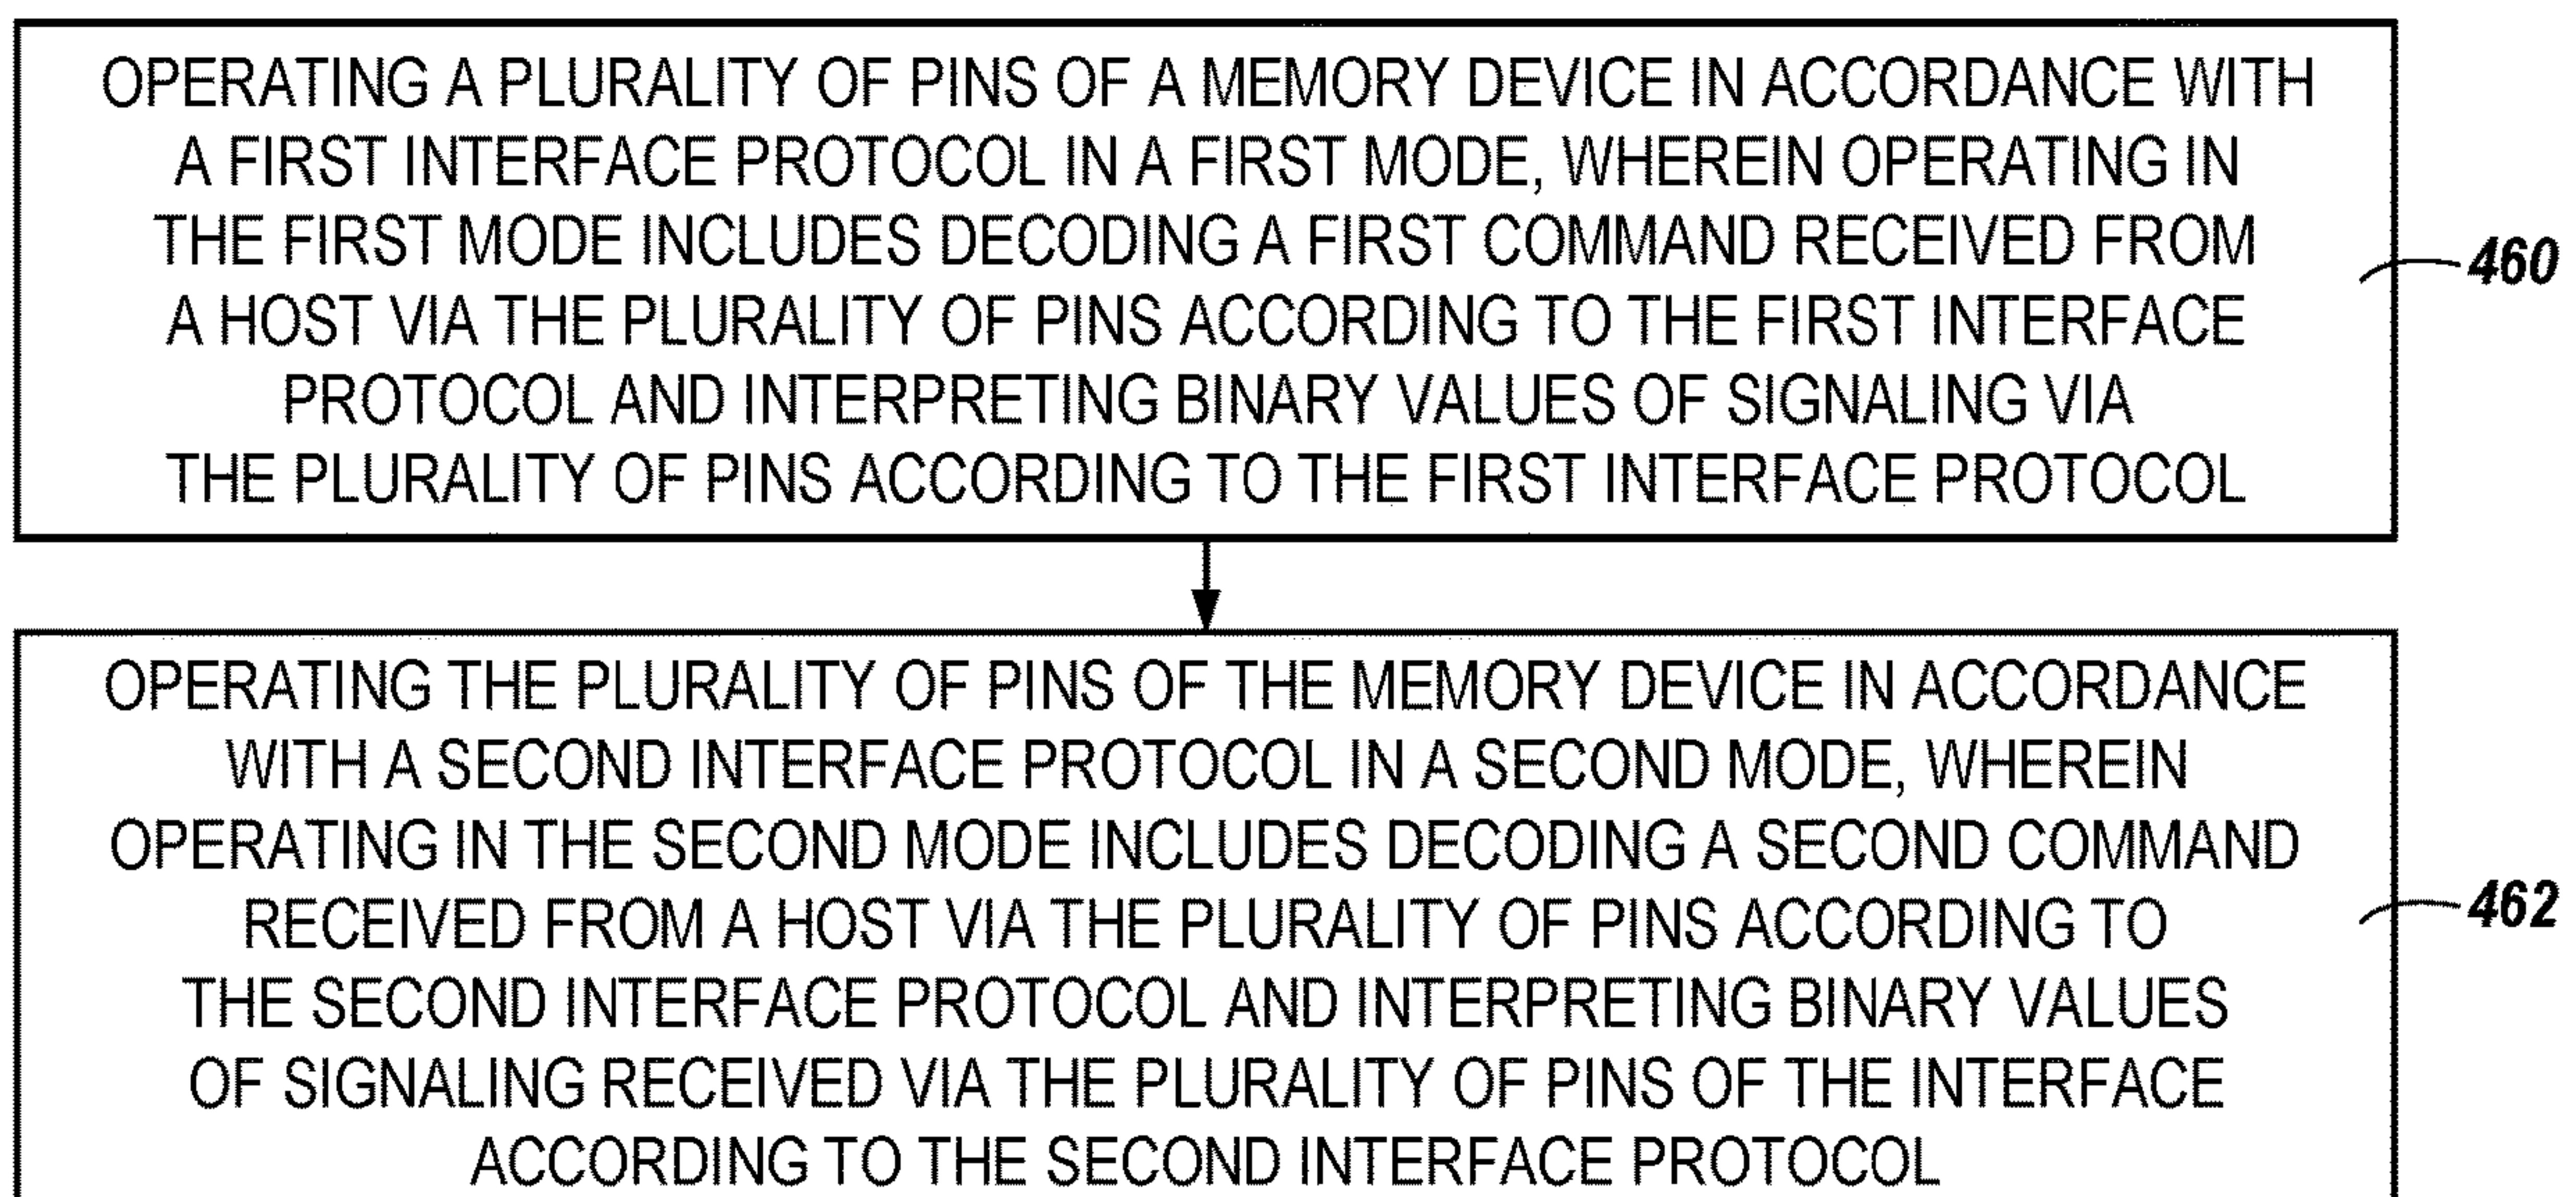 OPERATING A PLURALITY OF PINS OF A MEMORY DEVICE IN ACCORDANCE WITH
A FIRST INTERFACE PROTOCOL IN A FIRST MODE, WHEREIN OPERATING IN
THE FIRST MODE INCLUDES DECODING A FIRST COMMAND RECEIVED FROM
A HOST VIA THE PLURALITY OF PINS ACCORDING TO THE FIRST INTERFACE
PROTOCOL AND INTERPRETING BINARY VALUES OF SIGNALING VIA
THE PLURALITY OF PINS ACCORDING TO THE FIRST INTERFACE PROTOCOL
460
OPERATING THE PLURALITY OF PINS OF THE MEMORY DEVICE IN ACCORDANCE
WITH A SECOND INTERFACE PROTOCOL IN A SECOND MODE, WHEREIN
OPERATING IN THE SECOND MODE INCLUDES DECODING A SECOND COMMAND
RECEIVED FROM A HOST VIA THE PLURALITY OF PINS ACCORDING TO
THE SECOND INTERFACE PROTOCOL AND INTERPRETING BINARY VALUES
OF SIGNALING RECEIVED VIA THE PLURALITY OF PINS OF THE INTERFACE
ACCORDING TO THE SECOND INTERFACE PROTOCOL
462